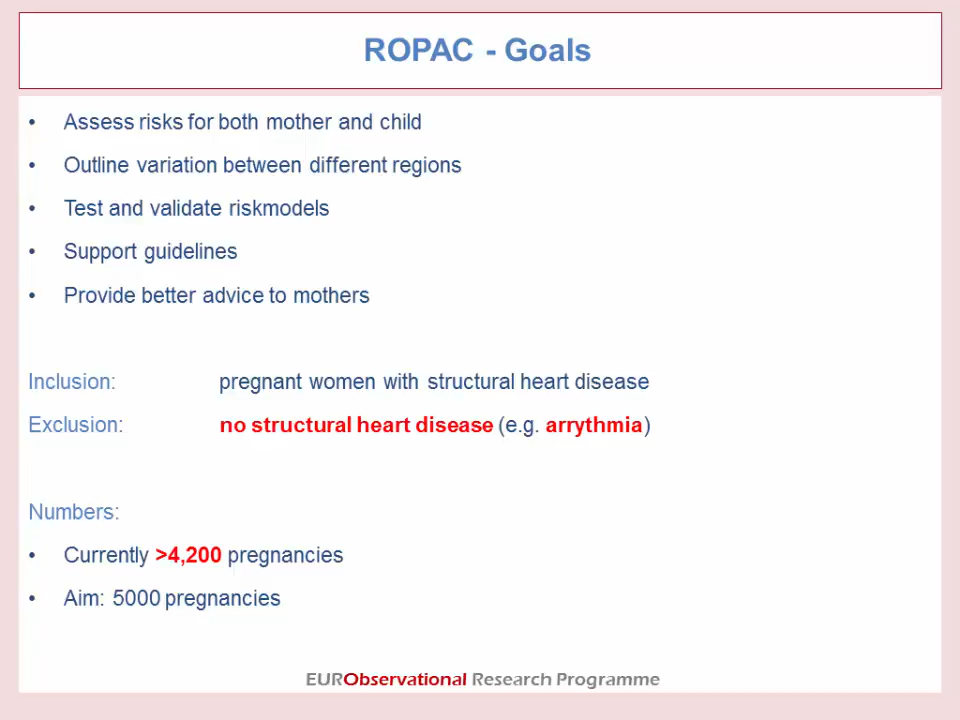 ROPAC - Goals
• Assess risks for both mother and child
• Outline variation between different regions
• Test and validate riskmodels
• Support guidelines
• Provide better advice to mothers
Inclusion: pregnant women with structural heart disease
Exclusion: no structural heart disease (e.g. arrythmia)
Numbers:
• Currently >4,200 pregnancies
• Aim: 5000 pregnancies
EURObservational Research Programme